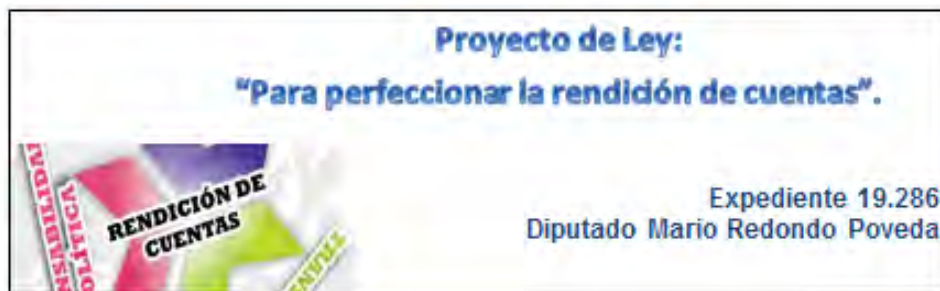 Proyecto de Ley:
“Para perfeccionar la rendición de cuentas”.
RENDICIÓN DE
CUENTAS
POLÍTICA
Expediente 19.286
Diputado Mario Redondo Poveda